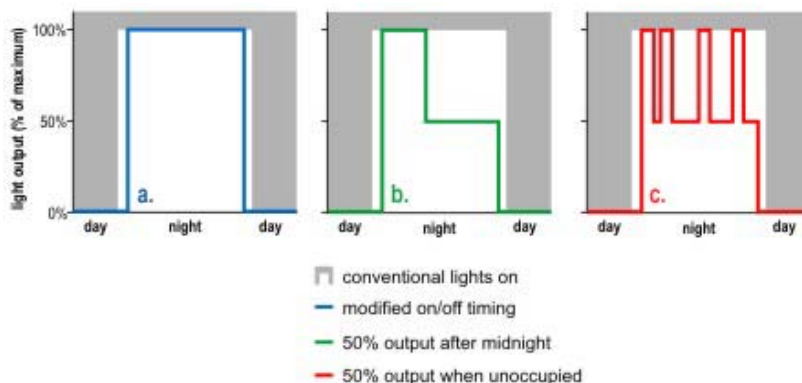 light output (% of maximum)
100%
50%
0%
a.
day night day
b.
day night day
c.
day night day
conventional lights on
modified on/off timing
50% output after midnight
50% output when unoccupied